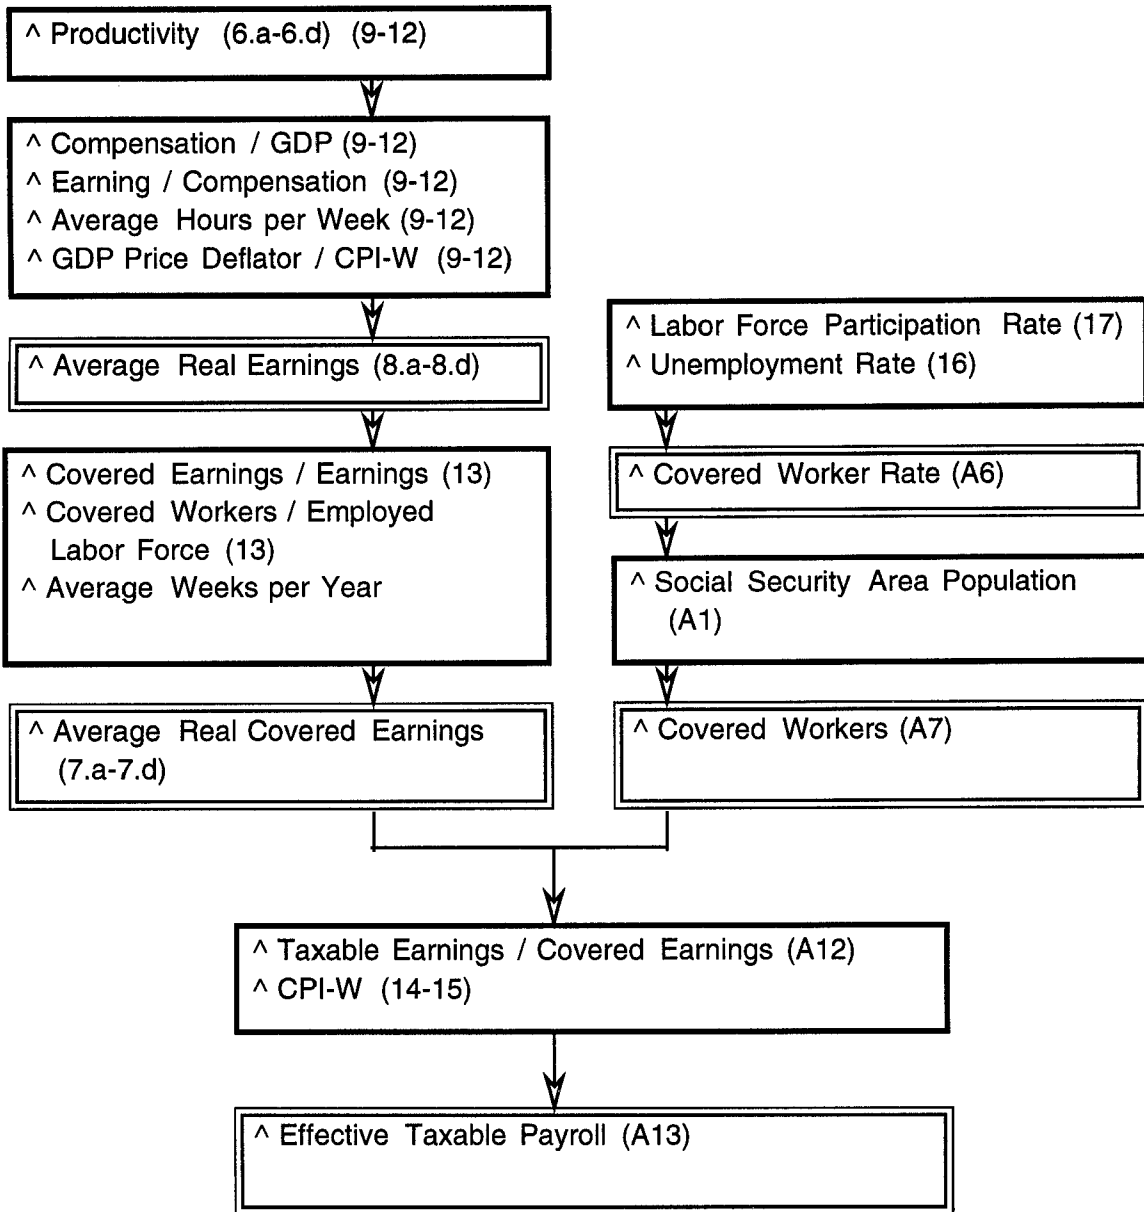 ^ Productivity (6.a-6.d) (9-12)
^ Compensation / GDP (9-12)
^ Earning / Compensation (9-12)
^ Average Hours per Week (9-12)
^ GDP Price Deflator / CPI-W (9-12)
^ Average Real Earnings (8.a-8.d)
^ Covered Earnings / Earnings (13)
^ Covered Workers / Employed
Labor Force (13)
^ Average Weeks per Year
^ Average Real Covered Earnings
(7.a-7.d)
^ Labor Force Participation Rate (17)
^ Unemployment Rate (16)
^ Covered Worker Rate (A6)
^ Social Security Area Population
(A1)
^ Covered Workers (A7)
^ Taxable Earnings / Covered Earnings (A12)
^ CPI-W (14-15)
^ Effective Taxable Payroll (A13)